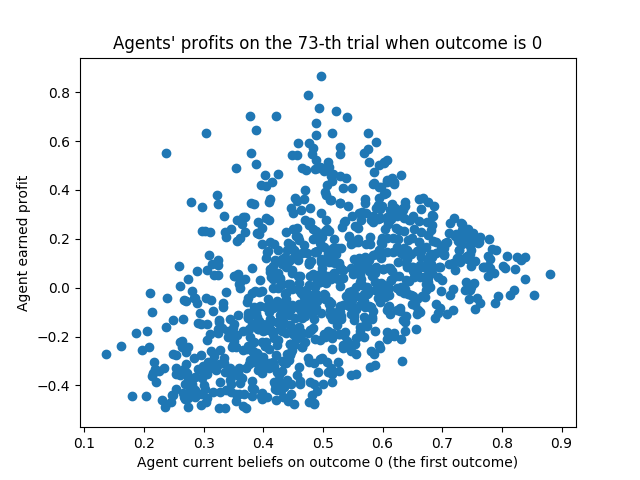 Agents' profits on the 73-th trial when outcome is 0
Agent earned profit
0.8
0.6
0.4
0.2
0.0
−0.2
−0.4
0.1 0.2 0.3 0.4 0.5 0.6 0.7 0.8 0.9
Agent current beliefs on outcome 0 (the first outcome)